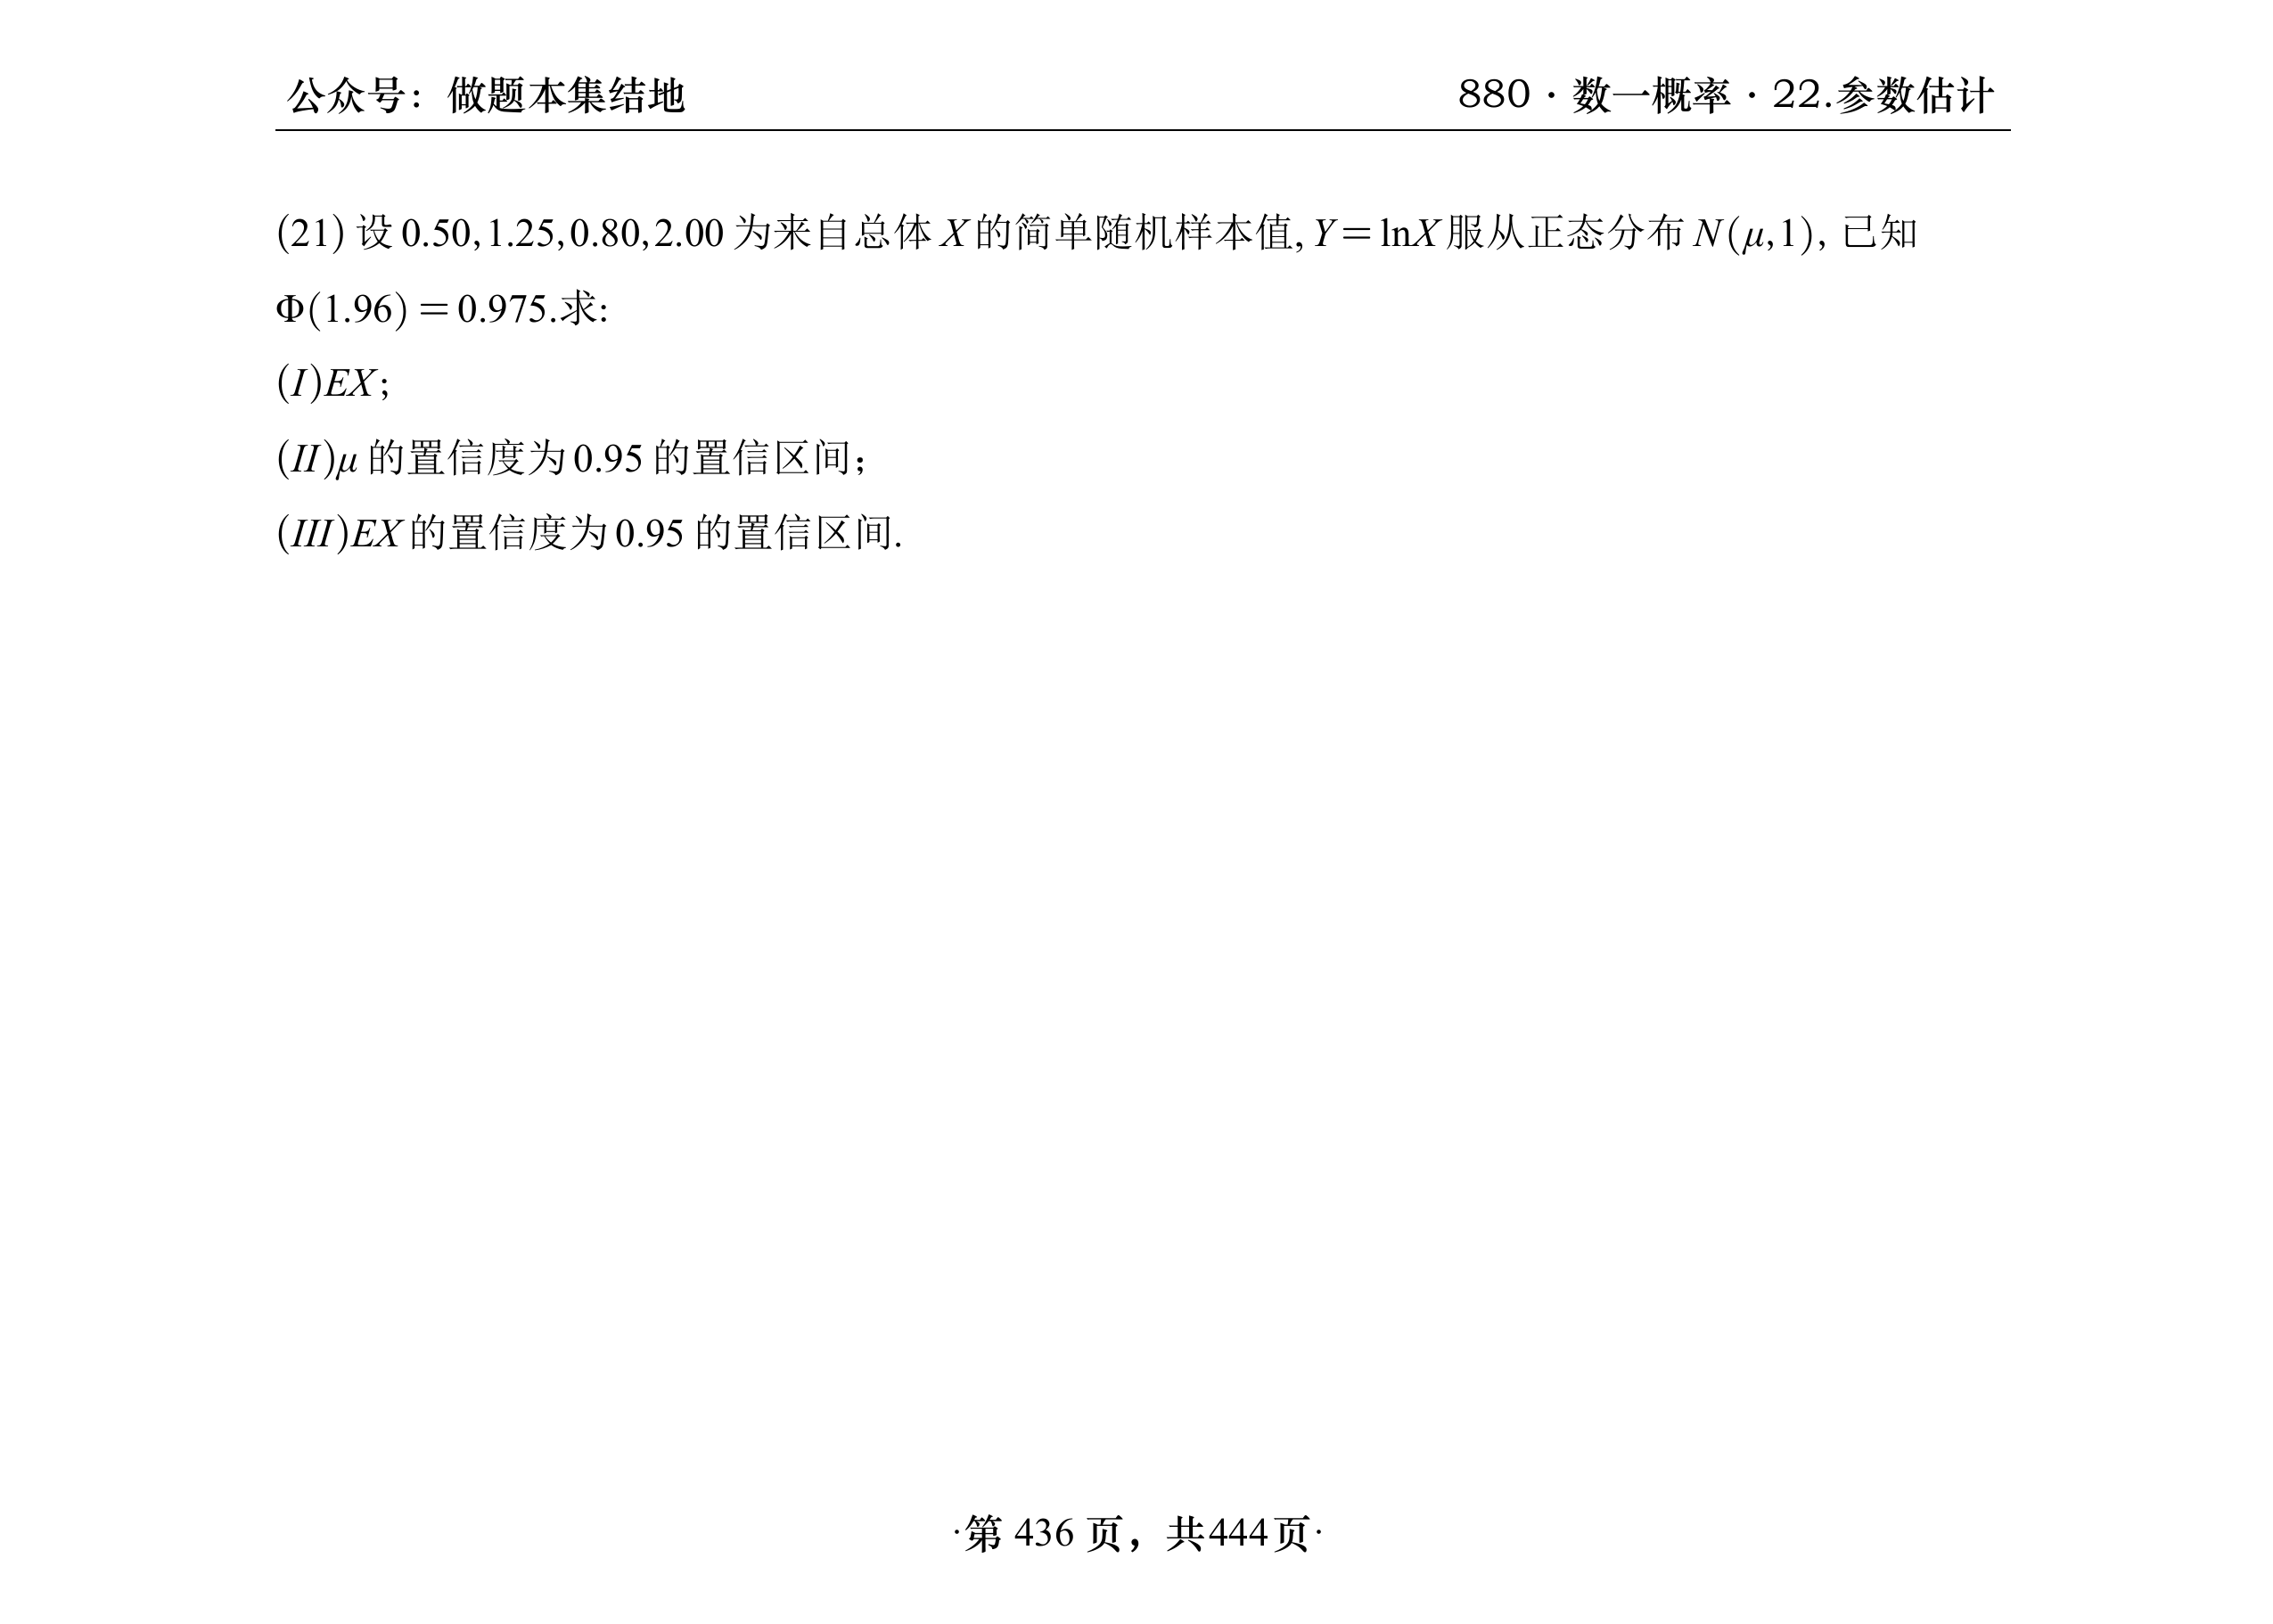 公众号：做题本集结地
880·数一概率·22.参数估计
(21) 设 0.50,1.25,0.80,2.00 为来自总体 X 的简单随机样本值, Y=lnX 服从正态分布 N(μ,1), 已知
Φ(1.96)=0.975.求:
(I)EX;
(II)μ 的置信度为 0.95 的置信区间;
(III)EX 的置信度为 0.95 的置信区间.
·第 436 页，共444页·